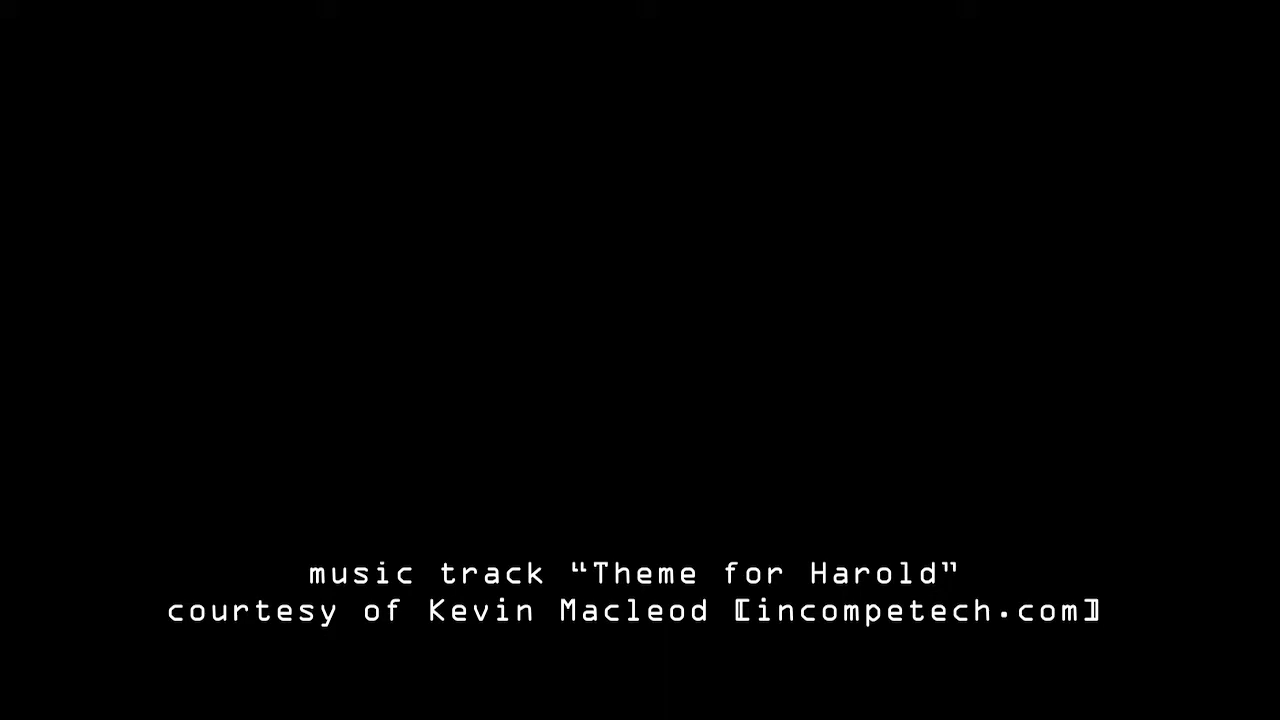 music track “Theme for Harold”
courtesy of Kevin Macleod [incompetech.com]